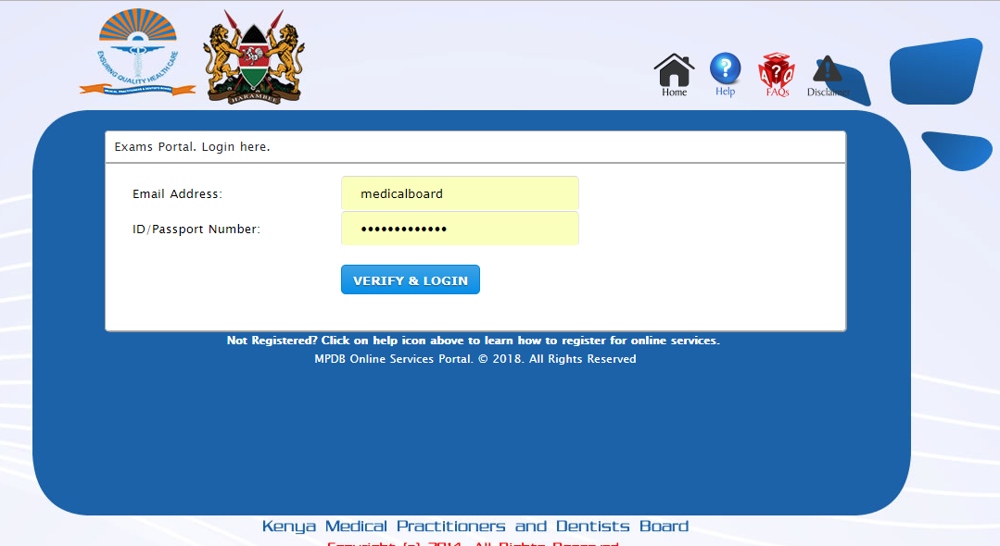 ENSURING QUALITY HEALTH CARE
MEDICAL PRACTITIONERS & DENTISTS BOARD
HARAMBEE
Home
Help
A ? Q
FAQs
Disclaimer
Exams Portal. Login here.
Email Address:
medicalboard
ID/Passport Number:
•••••••••••••
VERIFY & LOGIN
Not Registered? Click on help icon above to learn how to register for online services.
MPDB Online Services Portal. © 2018. All Rights Reserved
Kenya Medical Practitioners and Dentists Board
Copyright (c) 2014. All Rights Reserved